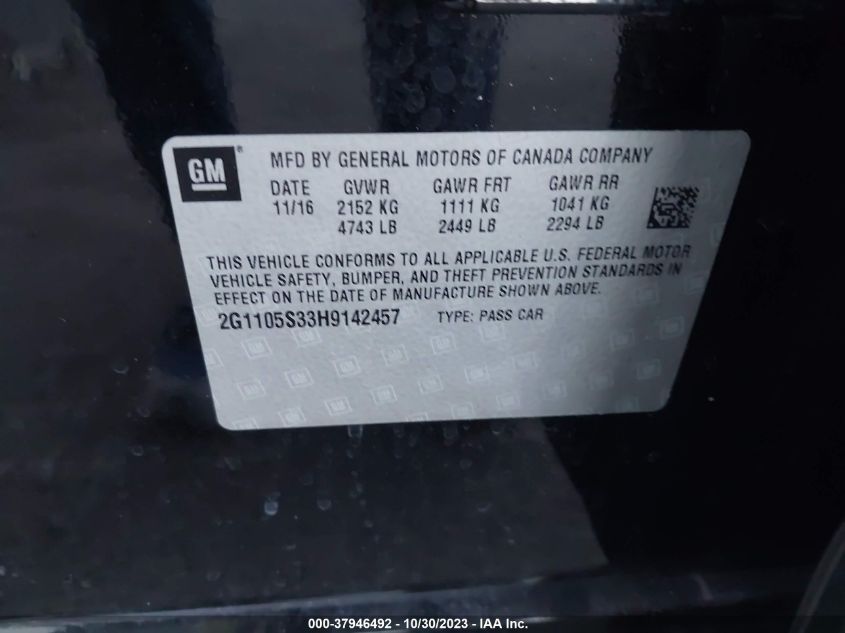 GM®
MFD BY GENERAL MOTORS OF CANADA COMPANY
DATE GVWR GAWR FRT GAWR RR
11/16 2152 KG 1111 KG 1041 KG
4743 LB 2449 LB 2294 LB
THIS VEHICLE CONFORMS TO ALL APPLICABLE U.S. FEDERAL MOTOR
VEHICLE SAFETY, BUMPER, AND THEFT PREVENTION STANDARDS IN
EFFECT ON THE DATE OF MANUFACTURE SHOWN ABOVE.
2G1105S33H9142457 TYPE: PASS CAR
000-37946492 - 10/30/2023 - IAA Inc.